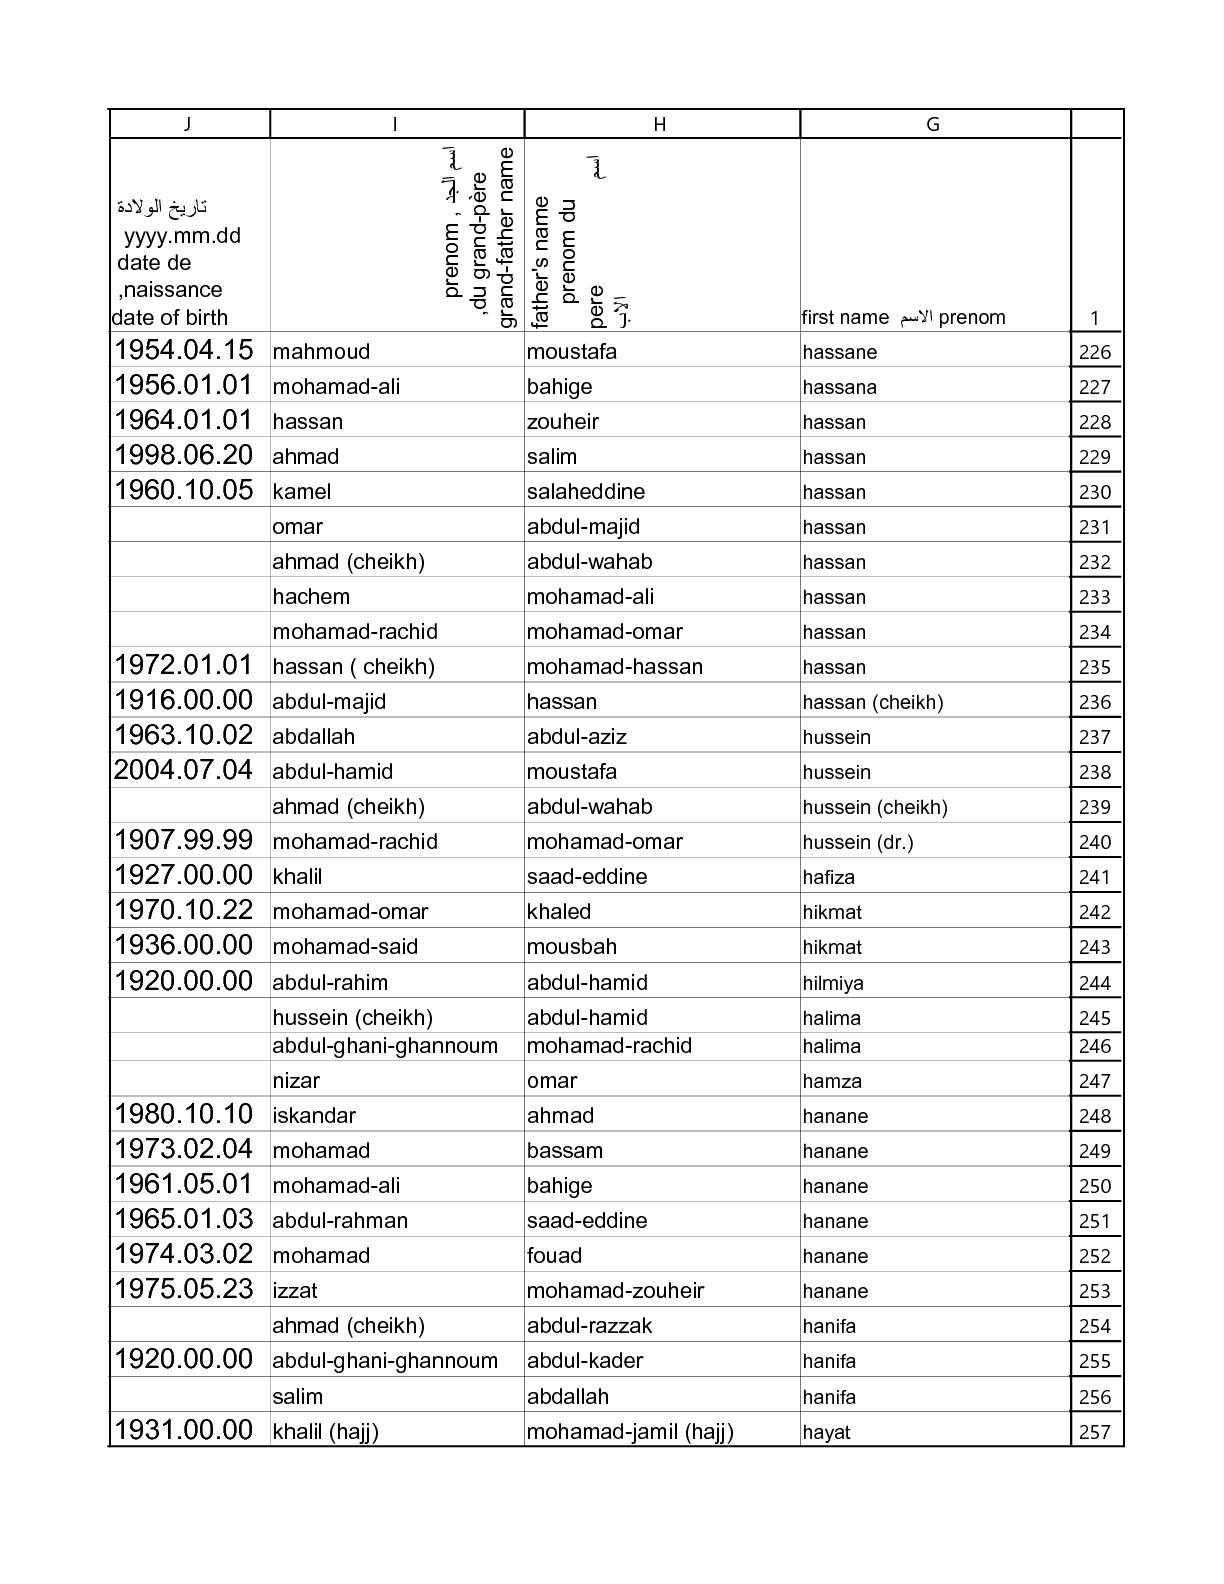 J I H G
تاريخ الولادة
yyyy.mm.dd
date de
,naissance
date of birth
اسم الجد , prenom
,du grand-père
grand-father name
father's name
prenom du
اسم pere
الاب
first name الاسم prenom 1
1954.04.15 mahmoud moustafa hassane 226
1956.01.01 mohamad-ali bahige hassana 227
1964.01.01 hassan zouheir hassan 228
1998.06.20 ahmad salim hassan 229
1960.10.05 kamel salaheddine hassan 230
omar abdul-majid hassan 231
ahmad (cheikh) abdul-wahab hassan 232
hachem mohamad-ali hassan 233
mohamad-rachid mohamad-omar hassan 234
1972.01.01 hassan ( cheikh) mohamad-hassan hassan 235
1916.00.00 abdul-majid hassan hassan (cheikh) 236
1963.10.02 abdallah abdul-aziz hussein 237
2004.07.04 abdul-hamid moustafa hussein 238
ahmad (cheikh) abdul-wahab hussein (cheikh) 239
1907.99.99 mohamad-rachid mohamad-omar hussein (dr.) 240
1927.00.00 khalil saad-eddine hafiza 241
1970.10.22 mohamad-omar khaled hikmat 242
1936.00.00 mohamad-said mousbah hikmat 243
1920.00.00 abdul-rahim abdul-hamid hilmiya 244
hussein (cheikh) abdul-hamid halima 245
abdul-ghani-ghannoum mohamad-rachid halima 246
nizar omar hamza 247
1980.10.10 iskandar ahmad hanane 248
1973.02.04 mohamad bassam hanane 249
1961.05.01 mohamad-ali bahige hanane 250
1965.01.03 abdul-rahman saad-eddine hanane 251
1974.03.02 mohamad fouad hanane 252
1975.05.23 izzat mohamad-zouheir hanane 253
ahmad (cheikh) abdul-razzak hanifa 254
1920.00.00 abdul-ghani-ghannoum abdul-kader hanifa 255
salim abdallah hanifa 256
1931.00.00 khalil (hajj) mohamad-jamil (hajj) hayat 257